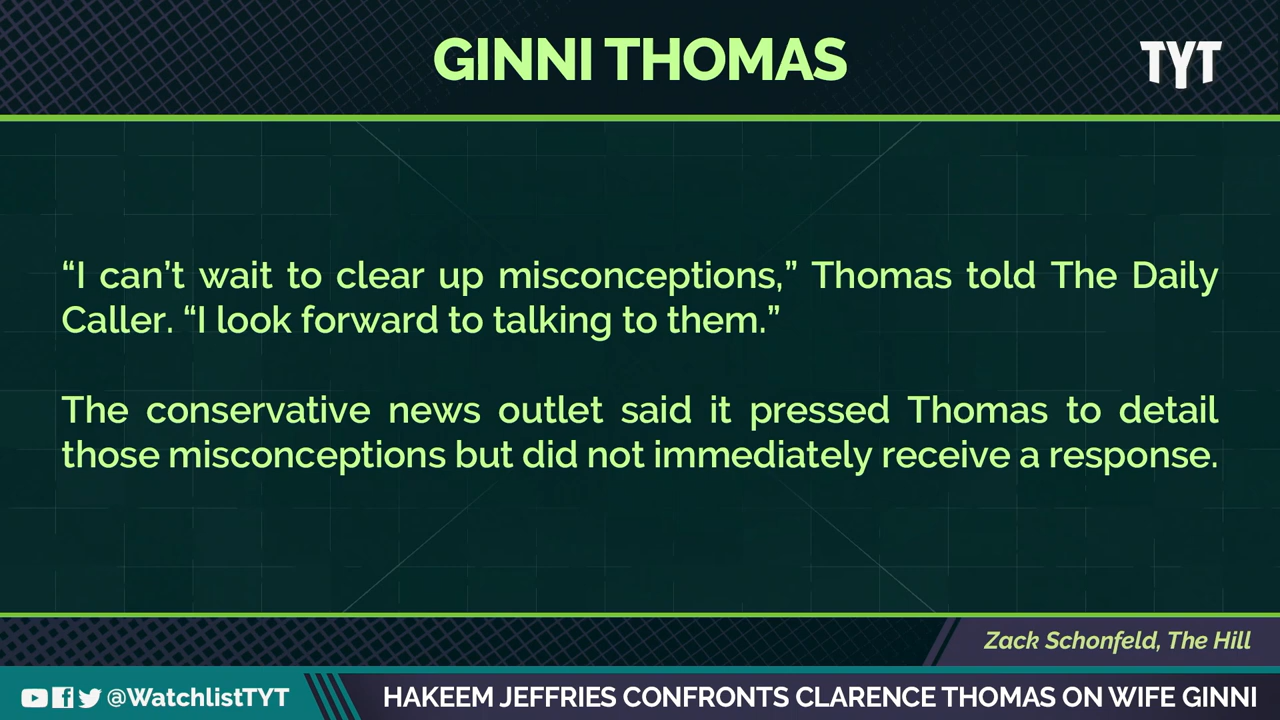 GINNI THOMAS
TYT
“I can’t wait to clear up misconceptions,” Thomas told The Daily
Caller. “I look forward to talking to them.”
The conservative news outlet said it pressed Thomas to detail
those misconceptions but did not immediately receive a response.
Zack Schonfeld, The Hill
@WatchlistTYT
HAKEEM JEFFRIES CONFRONTS CLARENCE THOMAS ON WIFE GINNI